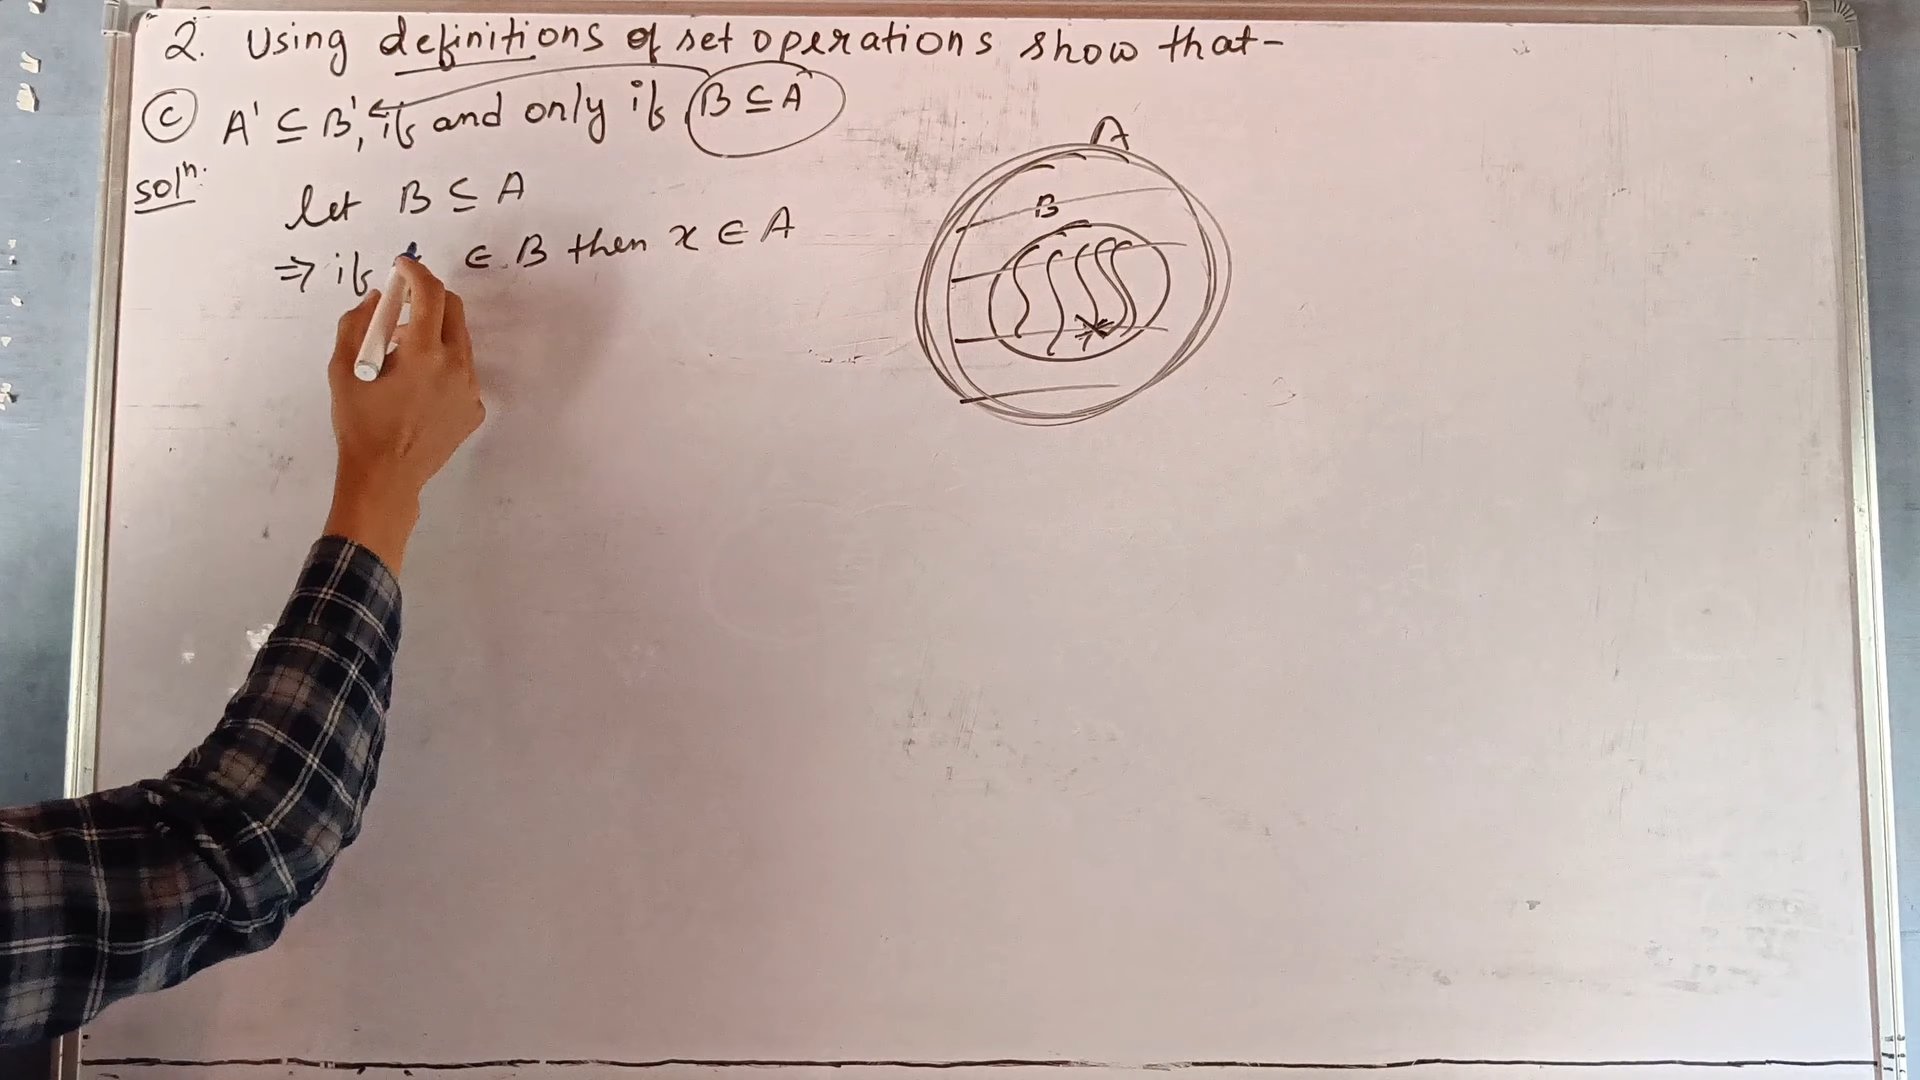 2. Using definitions of set operations show that-
(c) A' ⊆ B', if and only if B ⊆ A
solⁿ.
let B ⊆ A
⇒ if ∈ B then x ∈ A
A
B